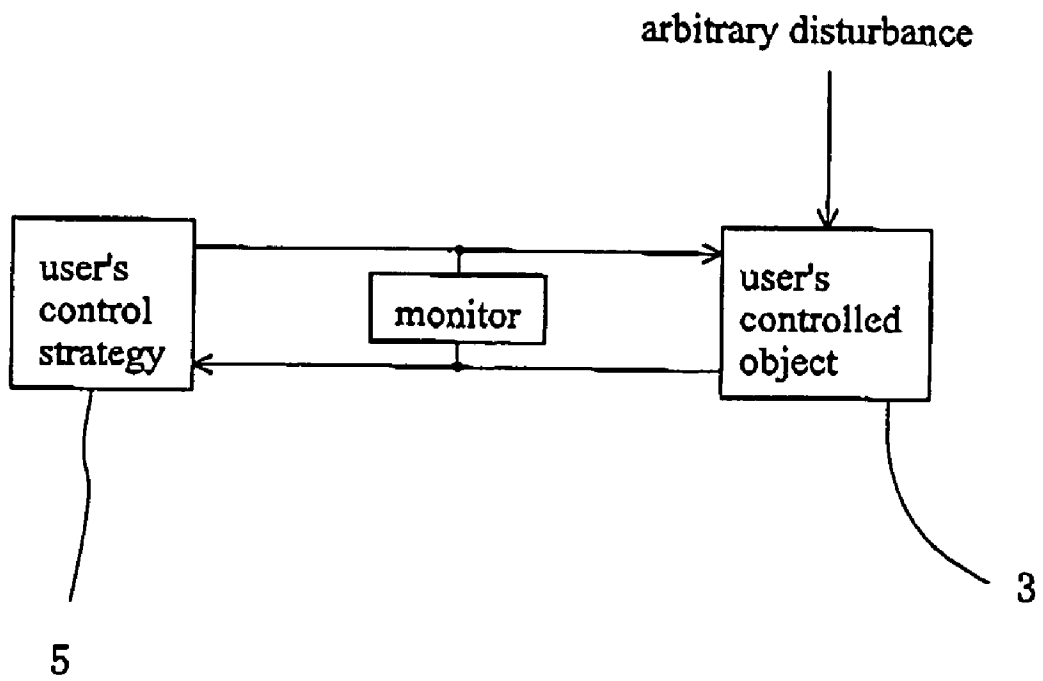 arbitrary disturbance
user's
control
strategy
monitor
user's
controlled
object
3
5